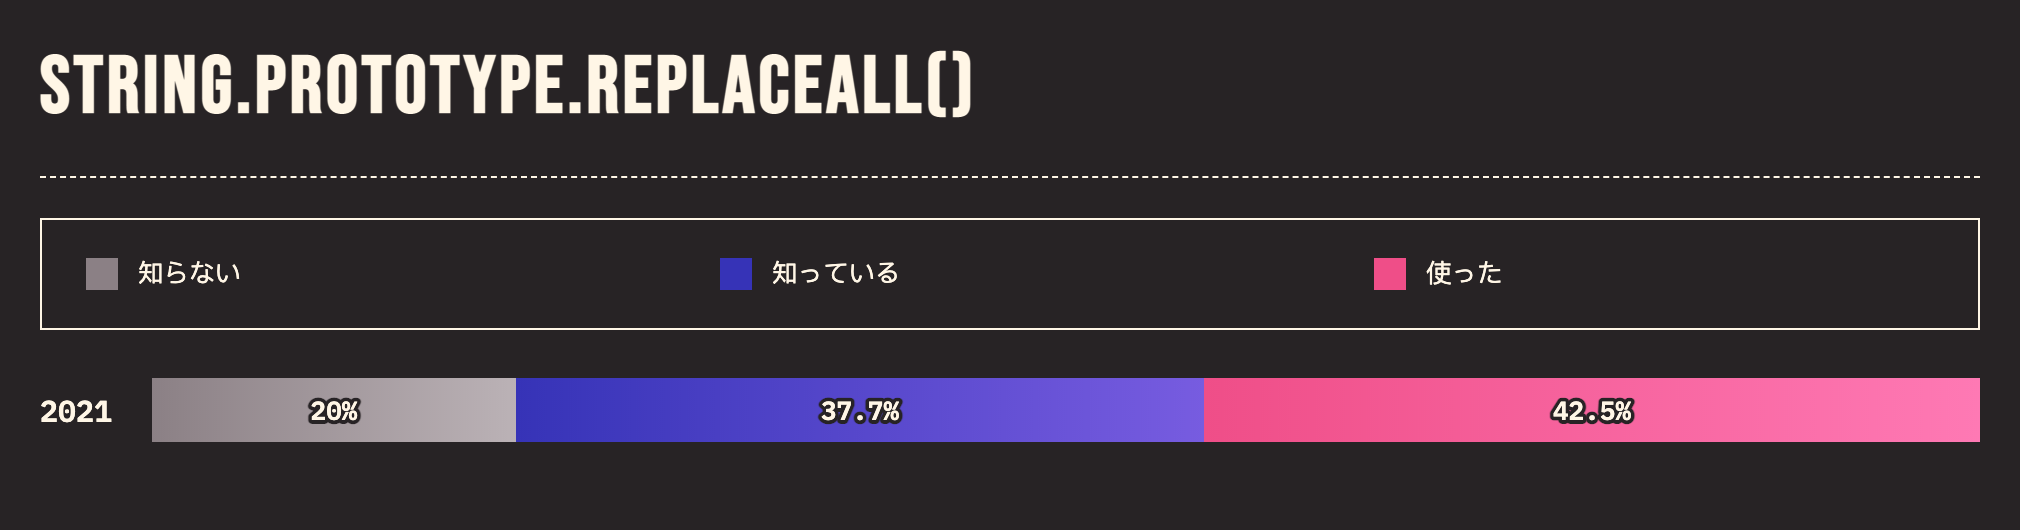 STRING.PROTOTYPE.REPLACEALL()
知らない 知っている 使った
2021 20% 37.7% 42.5%